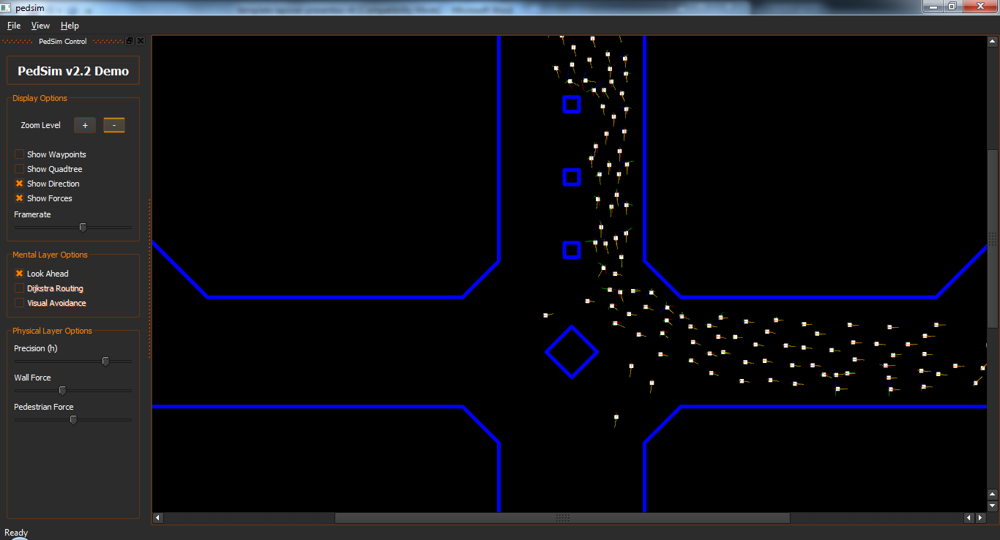 pedsim
File View Help
PedSim Control
PedSim v2.2 Demo
Display Options
Zoom Level + -
Show Waypoints
Show Quadtree
Show Direction
Show Forces
Framerate
Mental Layer Options
Look Ahead
Dijkstra Routing
Visual Avoidance
Physical Layer Options
Precision (h)
Wall Force
Pedestrian Force
Ready